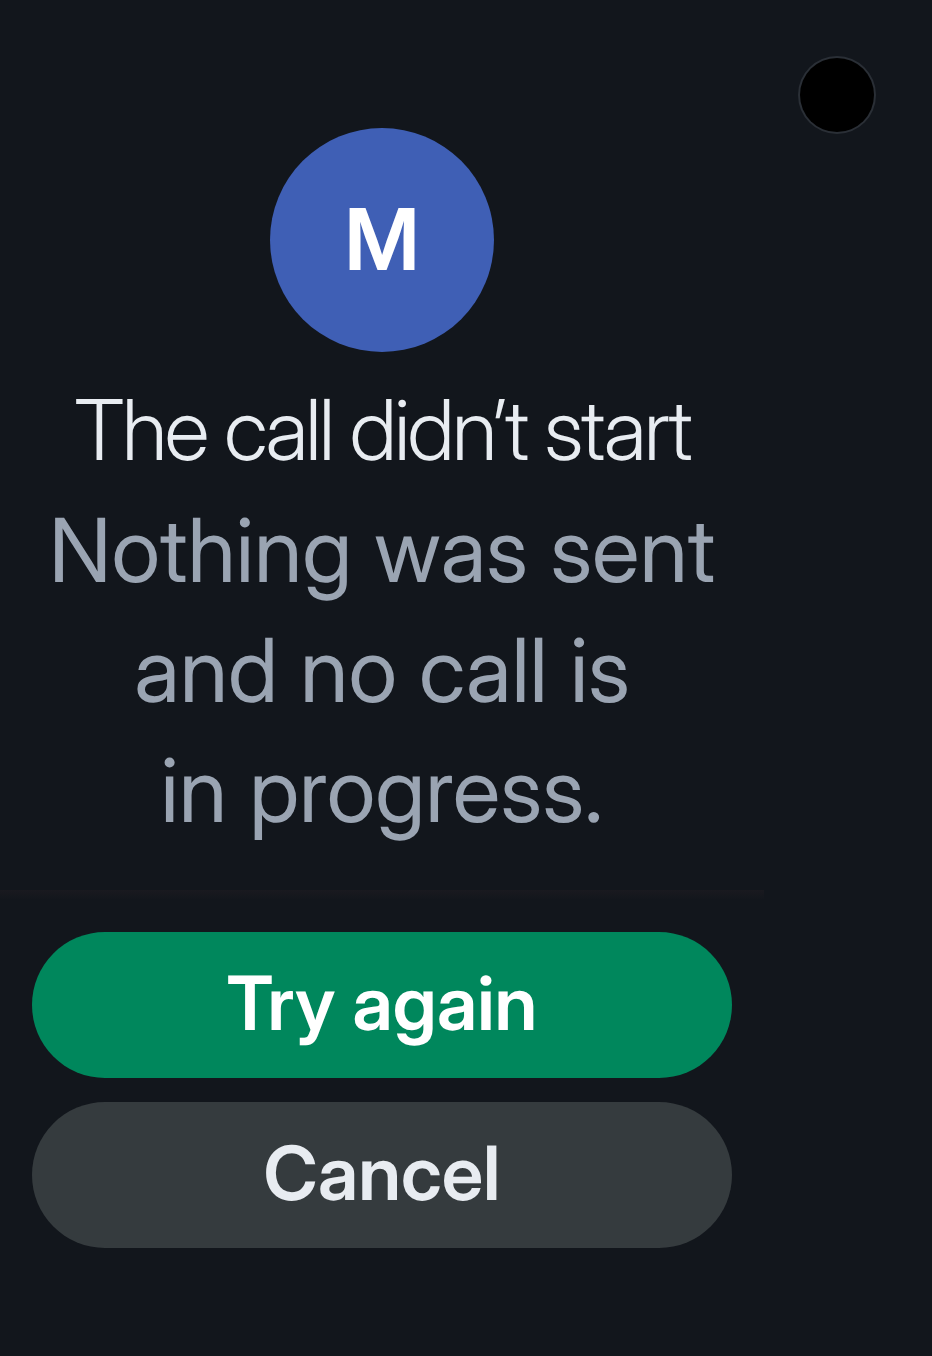 M
The call didn’t start
Nothing was sent
and no call is
in progress.
Try again
Cancel